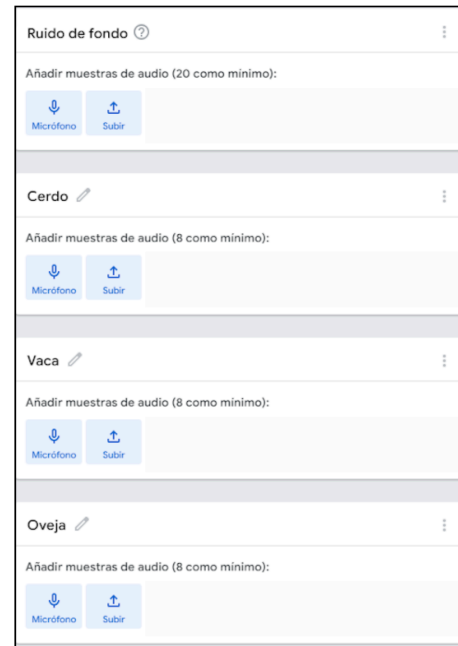 Ruido de fondo
Añadir muestras de audio (20 como mínimo):
Micrófono Subir
Cerdo
Añadir muestras de audio (8 como mínimo):
Micrófono Subir
Vaca
Añadir muestras de audio (8 como mínimo):
Micrófono Subir
Oveja
Añadir muestras de audio (8 como mínimo):
Micrófono Subir